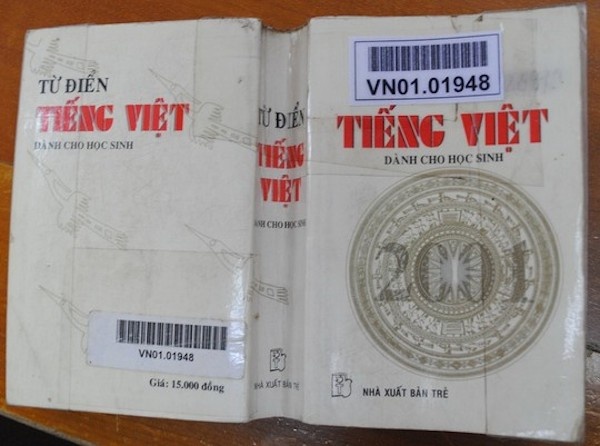 TỪ ĐIỂN
TIẾNG VIỆT
DÀNH CHO HỌC SINH
VN01.01948
Giá: 15.000 đồng
TỪ ĐIỂN
TIẾNG
VIỆT
DÀNH CHO HỌC SINH
NHÀ XUẤT BẢN TRẺ
VN01.01948
TIẾNG VIỆT
DÀNH CHO HỌC SINH
2001
NHÀ XUẤT BẢN TRẺ